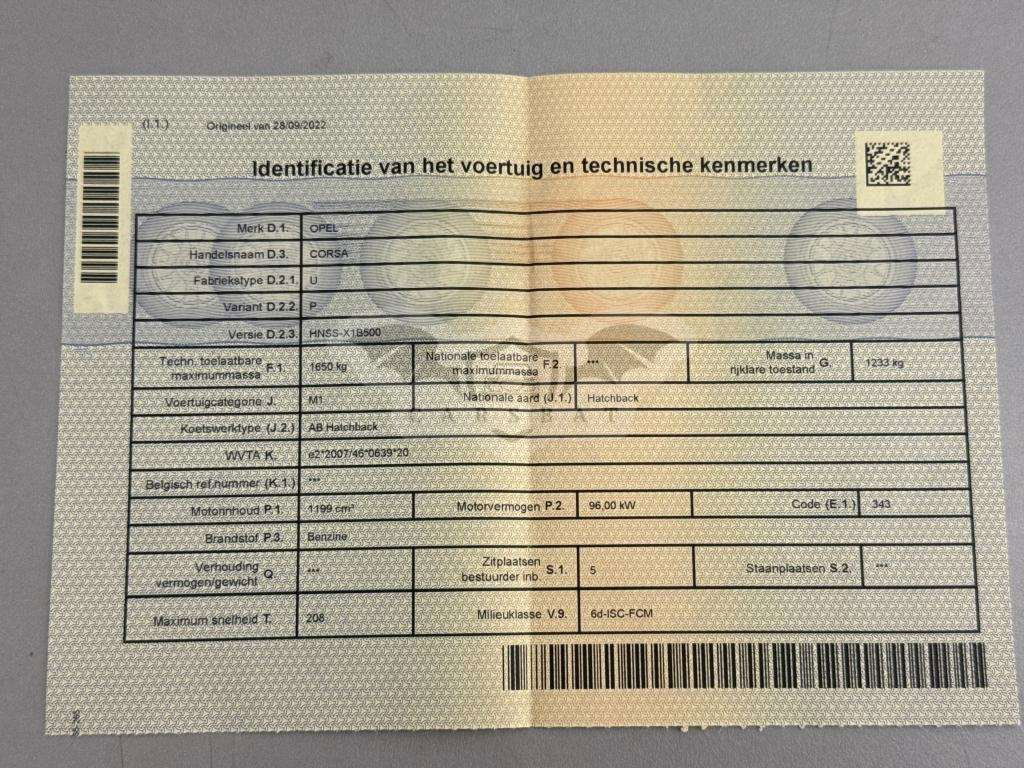 (I.1.) Origineel van 28/09/2022
Identificatie van het voertuig en technische kenmerken
Merk D.1. OPEL
Handelsnaam D.3. CORSA
Fabriekstype D.2.1. U
Variant D.2.2. P
Versie D.2.3. HNSS-X1B500
Techn. toelaatbare maximummassa F.1. 1650 kg Nationale toelaatbare maximummassa F.2. *** Massa in rijklare toestand G. 1233 kg
Voertuigcategorie J. M1 Nationale aard (J.1.) Hatchback
Koetswerktype (J.2.) AB Hatchback
CARSBAT
WVTA K. e2*2007/46*0639*20
Belgisch ref.nummer (K.1.) ***
Motorinhoud P.1. 1199 cm³ Motorvermogen P.2. 96,00 kW Code (E.1.) 343
Brandstof P.3. Benzine
Verhouding vermogen/gewicht Q. *** Zitplaatsen bestuurder inb. S.1. 5 Staanplaatsen S.2. ***
Maximum snelheid T. 208 Milieuklasse V.9. 6d-ISC-FCM